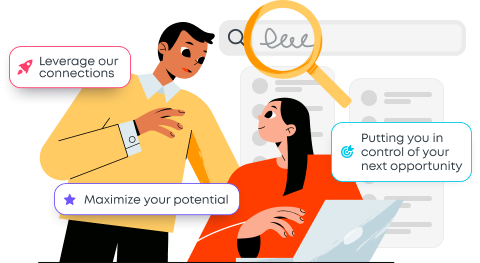 Leverage our
connections
Putting you in
control of your
next opportunity
Maximize your potential